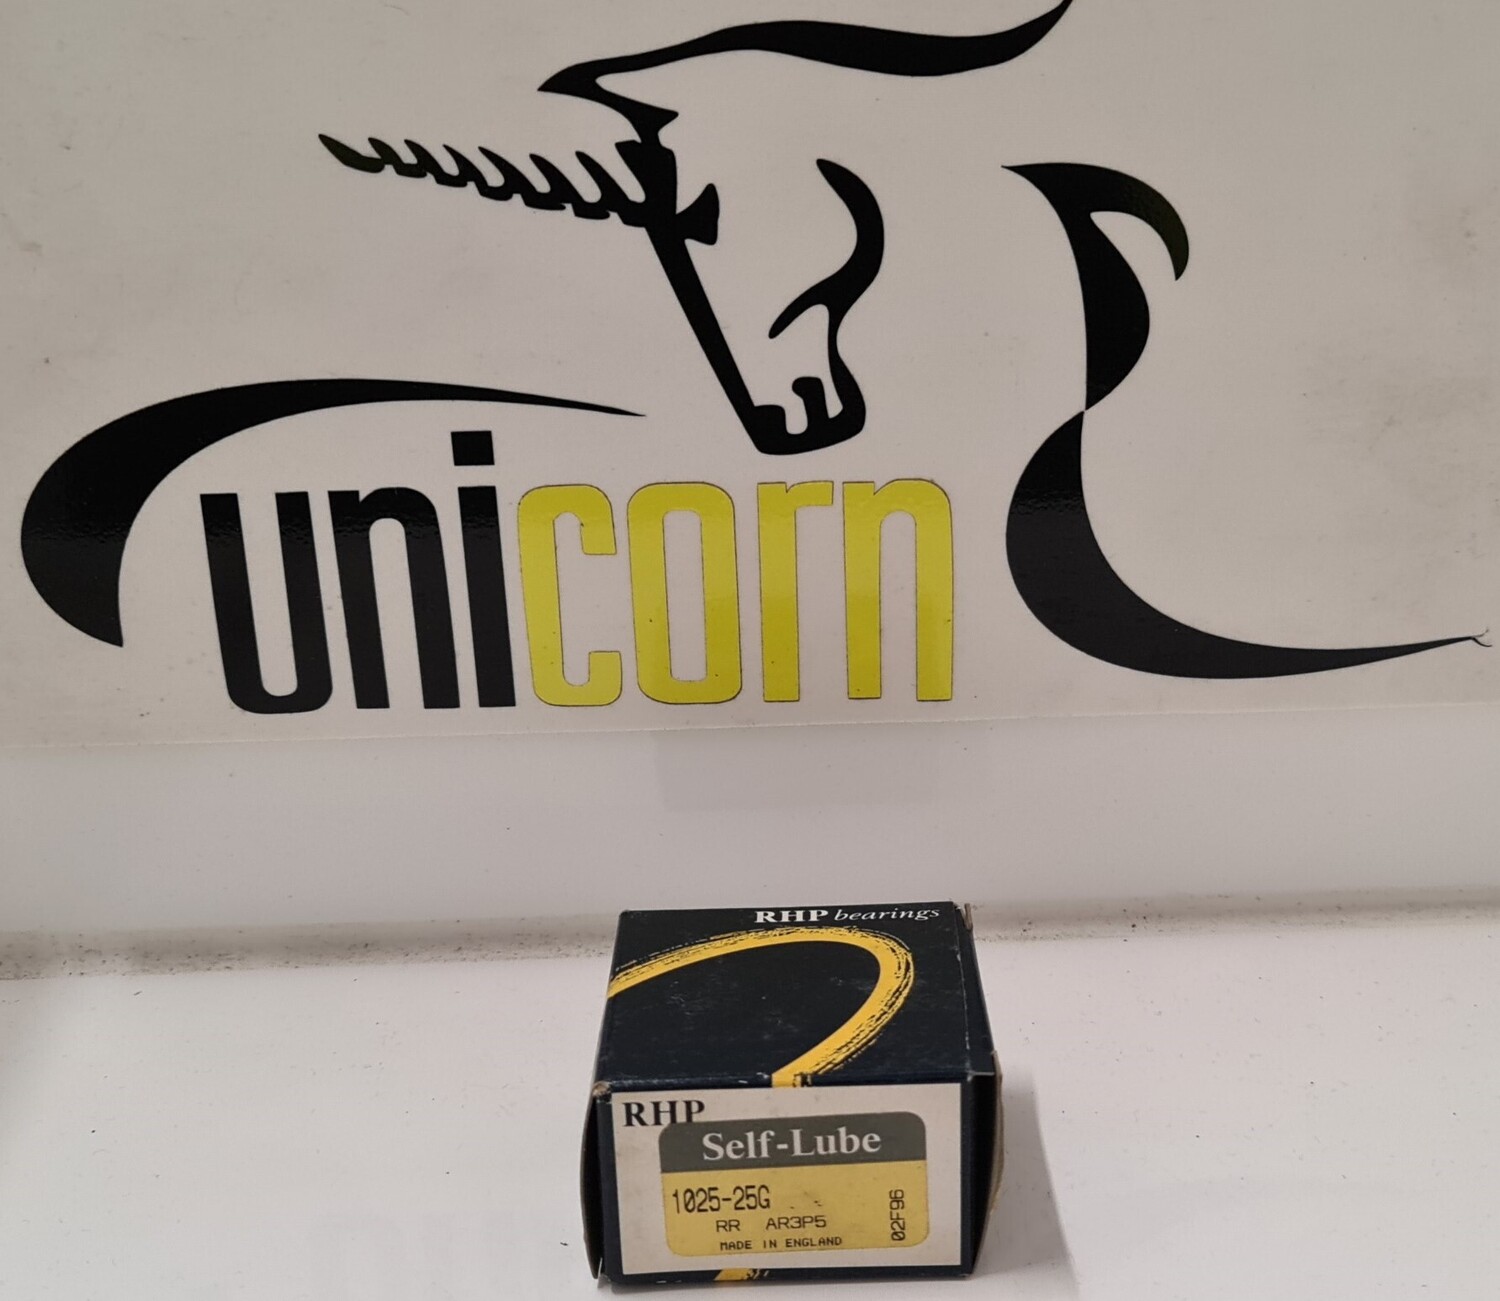 unicorn
RHP bearings
RHP
Self-Lube
1025-25G
RR AR3P5
MADE IN ENGLAND
02F96